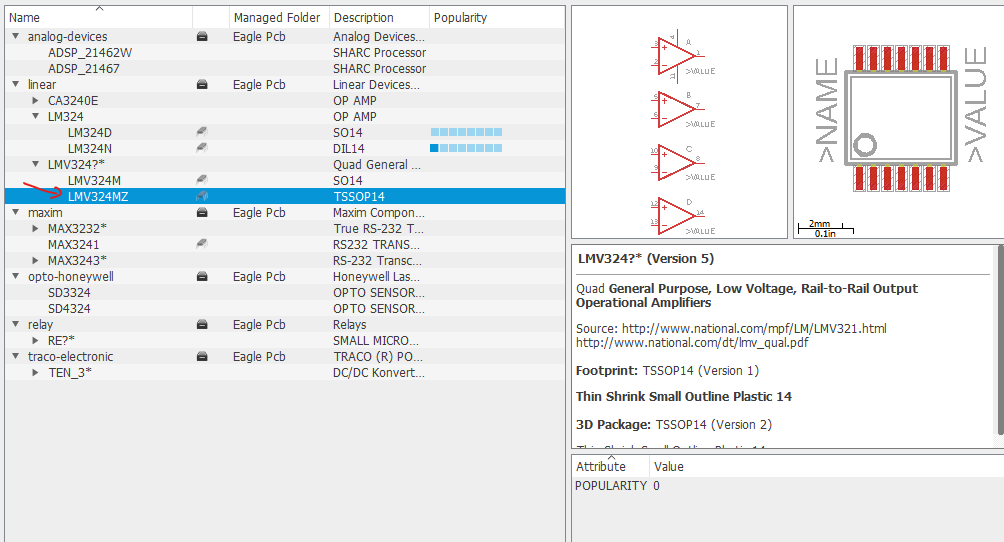 Name Managed Folder Description Popularity
analog-devices Eagle Pcb Analog Devices...
ADSP_21462W SHARC Processor
ADSP_21467 SHARC Processor
linear Eagle Pcb Linear Devices...
CA3240E OP AMP
LM324 OP AMP
LM324D SO14
LM324N DIL14
LMV324?* Quad General ...
LMV324M SO14
LMV324MZ TSSOP14
maxim Eagle Pcb Maxim Compon...
MAX3232* True RS-232 T...
MAX3241 RS232 TRANS...
MAX3243* RS-232 Transc...
opto-honeywell Eagle Pcb Honeywell Las...
SD3324 OPTO SENSOR...
SD4324 OPTO SENSOR...
relay Eagle Pcb Relays
RE?* SMALL MICRO...
traco-electronic Eagle Pcb TRACO (R) PO...
TEN_3* DC/DC Konvert...
A
>VALUE
B
>VALUE
C
>VALUE
D
>VALUE
>NAME
>VALUE
2mm
0.1in
LMV324?* (Version 5)
Quad General Purpose, Low Voltage, Rail-to-Rail Output
Operational Amplifiers
Source: http://www.national.com/mpf/LM/LMV321.html
http://www.national.com/dt/lmv_qual.pdf
Footprint: TSSOP14 (Version 1)
Thin Shrink Small Outline Plastic 14
3D Package: TSSOP14 (Version 2)
Thin Shrink Small Outline Plastic 14
Attribute Value
POPULARITY 0